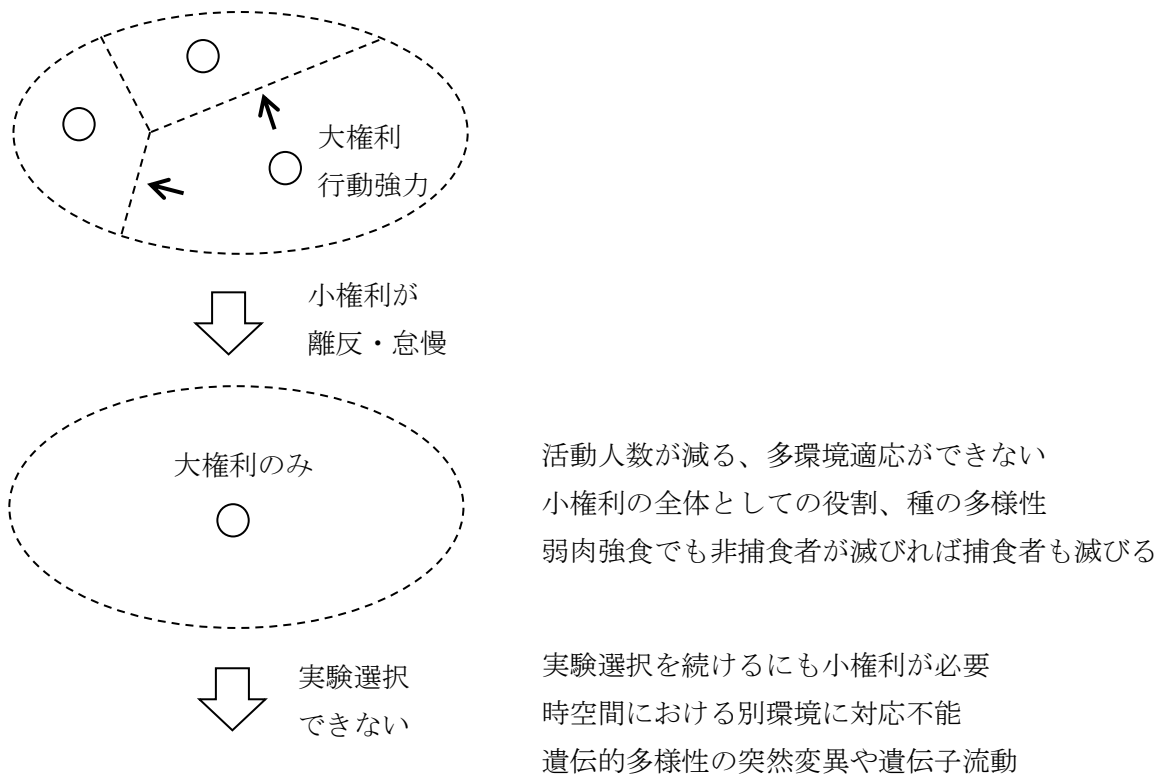 大権利
行動強力
小権利が
離反・怠慢
大権利のみ
活動人数が減る、多環境適応ができない
小権利の全体としての役割、種の多様性
弱肉強食でも非捕食者が滅びれば捕食者も滅びる
実験選択
できない
実験選択を続けるにも小権利が必要
時空間における別環境に対応不能
遺伝的多様性の突然変異や遺伝子流動